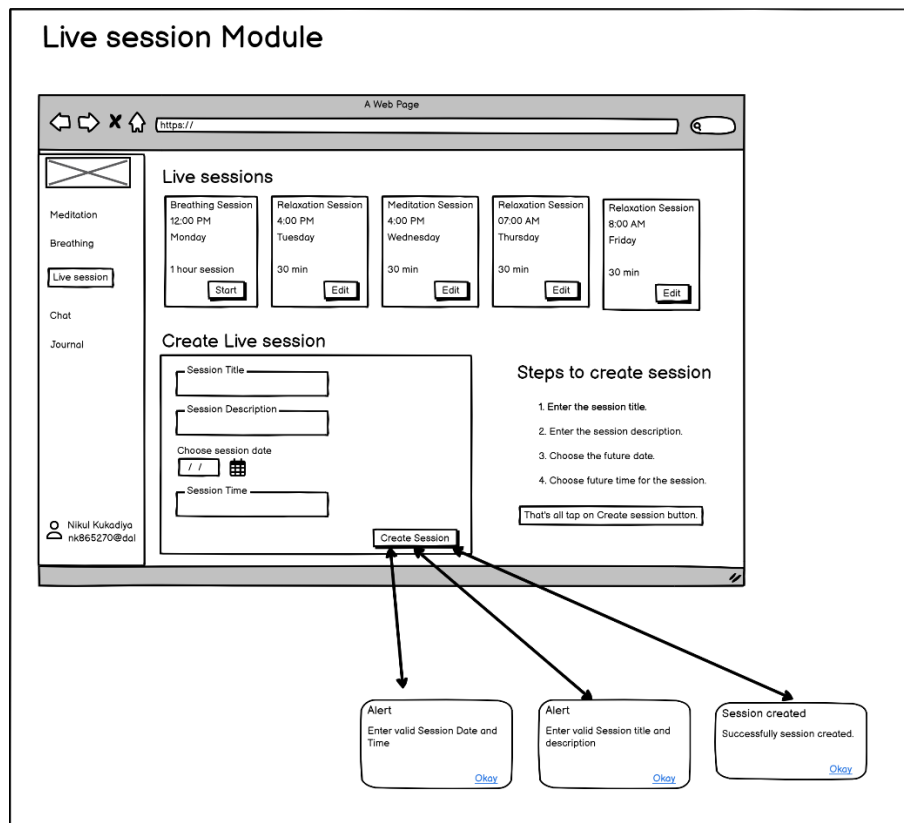 Live session Module
A Web Page
https://
Meditation
Breathing
Live session
Chat
Journal
Nikul Kukadiya
nk865270@dal
Live sessions
Breathing Session
12:00 PM
Monday
1 hour session
Start
Relaxation Session
4:00 PM
Tuesday
30 min
Edit
Meditation Session
4:00 PM
Wednesday
30 min
Edit
Relaxation Session
07:00 AM
Thursday
30 min
Edit
Relaxation Session
8:00 AM
Friday
30 min
Edit
Create Live session
Session Title
Session Description
Choose session date
/ /
Session Time
Create Session
Steps to create session
1. Enter the session title.
2. Enter the session description.
3. Choose the future date.
4. Choose future time for the session.
That's all tap on Create session button.
Alert
Enter valid Session Date and
Time
Okay
Alert
Enter valid Session title and
description
Okay
Session created
Successfully session created.
Okay